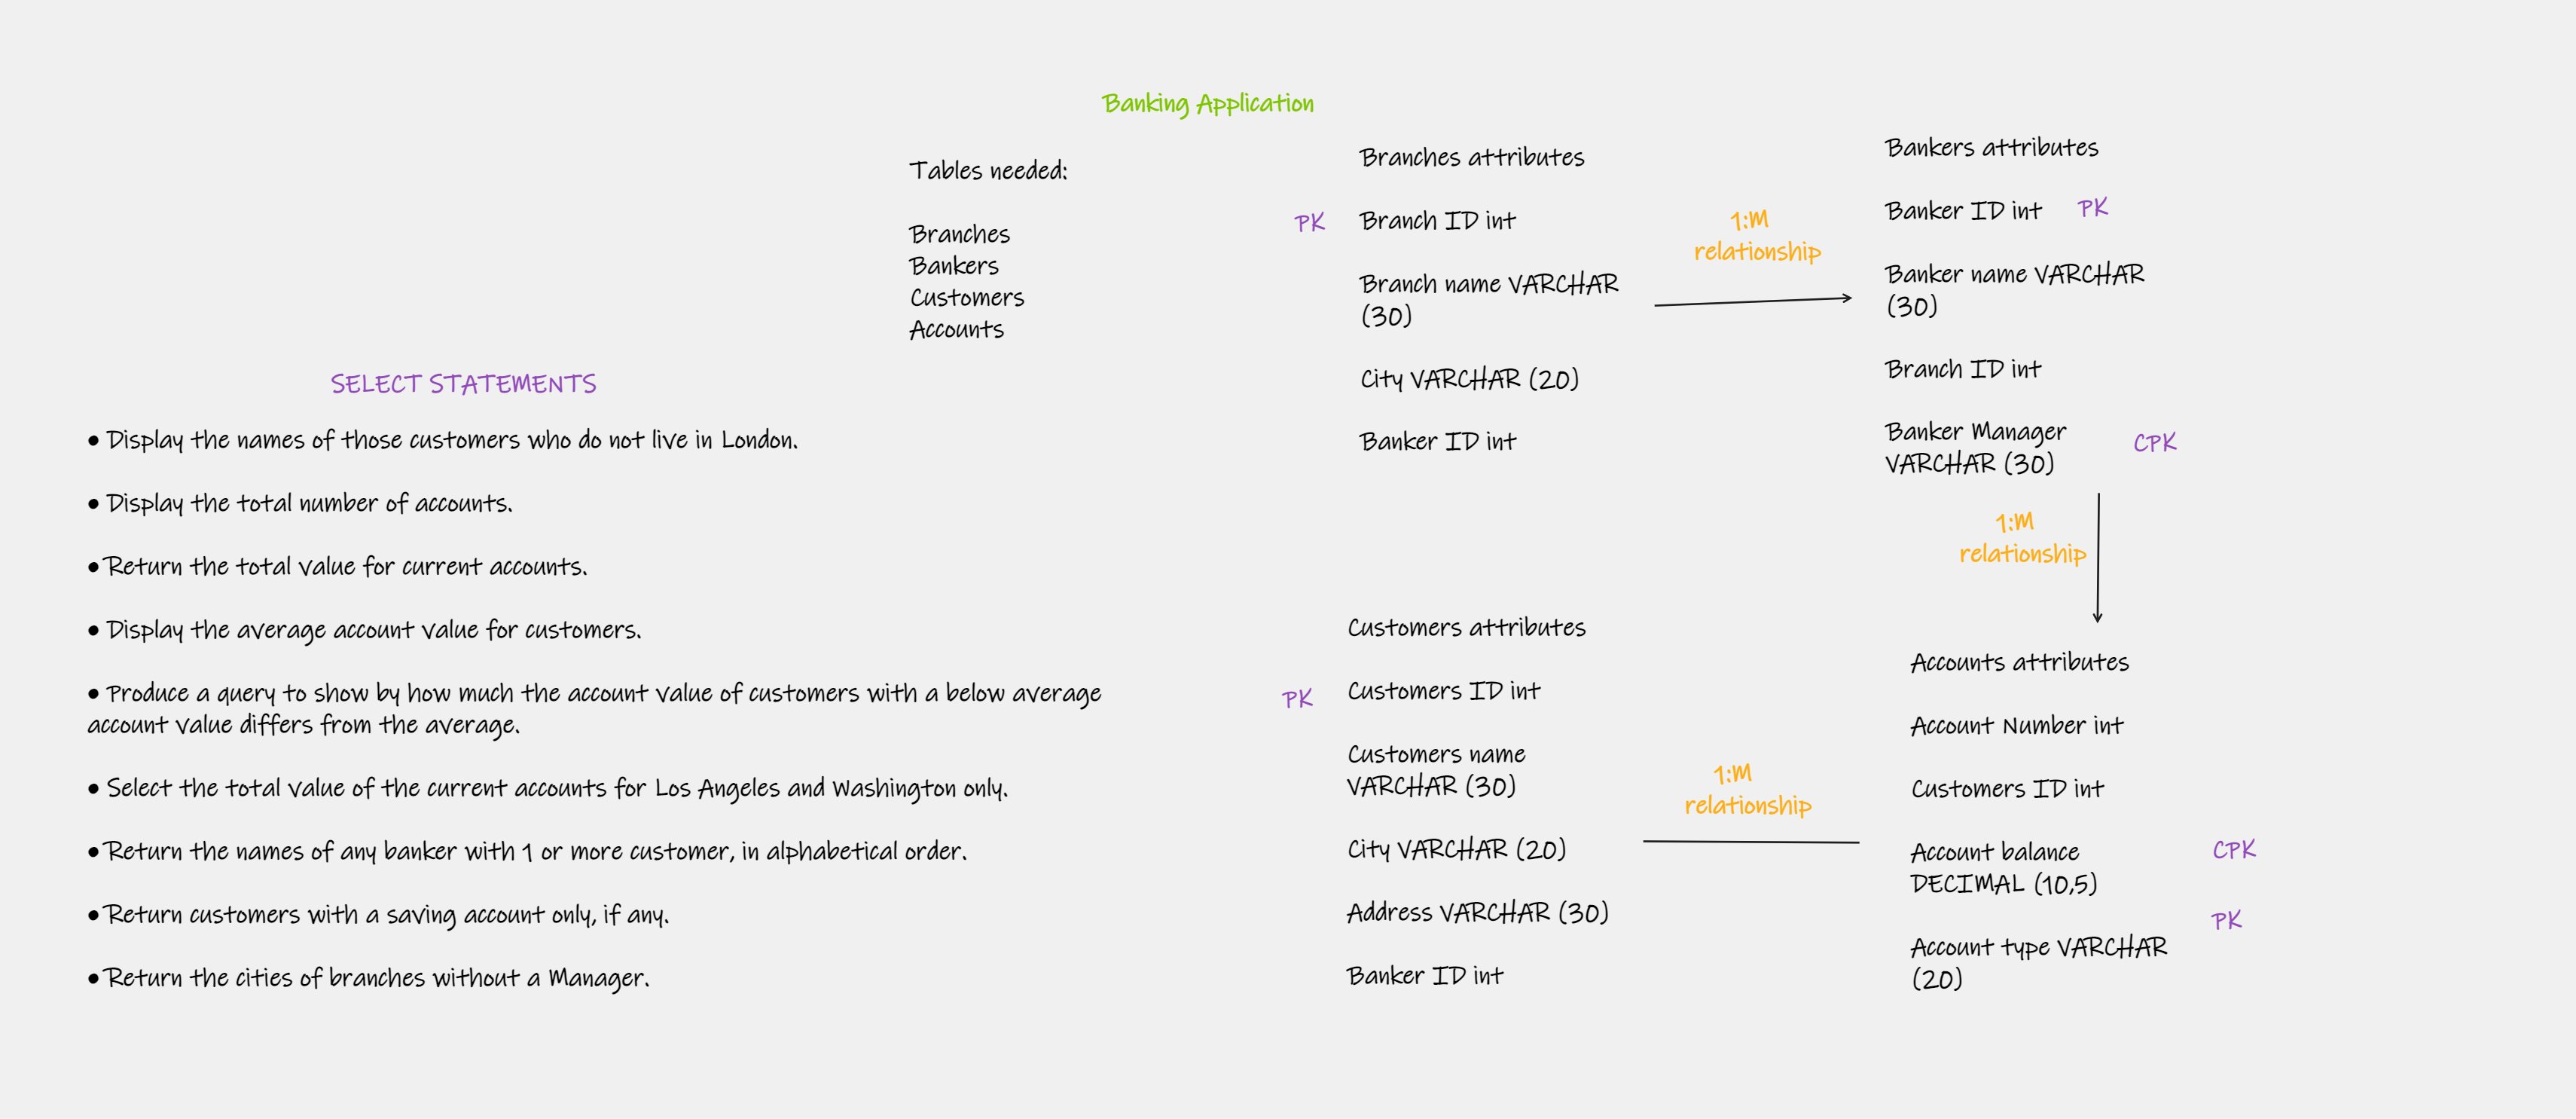 Banking Application
Tables needed:
Branches
Bankers
Customers
Accounts
SELECT STATEMENTS
• Display the names of those customers who do not live in London.
• Display the total number of accounts.
• Return the total value for current accounts.
• Display the average account value for customers.
• Produce a query to show by how much the account value of customers with a below average
account value differs from the average.
• Select the total value of the current accounts for Los Angeles and Washington only.
• Return the names of any banker with 1 or more customer, in alphabetical order.
• Return customers with a saving account only, if any.
• Return the cities of branches without a Manager.
Branches attributes
PK
Branch ID int
Branch name VARCHAR
(30)
City VARCHAR (20)
Banker ID int
1:M
relationship
Bankers attributes
Banker ID int
PK
Banker name VARCHAR
(30)
Branch ID int
Banker Manager
VARCHAR (30)
CPK
1:M
relationship
Customers attributes
PK
Customers ID int
Customers name
VARCHAR (30)
City VARCHAR (20)
Address VARCHAR (30)
Banker ID int
1:M
relationship
Accounts attributes
Account Number int
Customers ID int
Account balance
DECIMAL (10,5)
CPK
PK
Account type VARCHAR
(20)